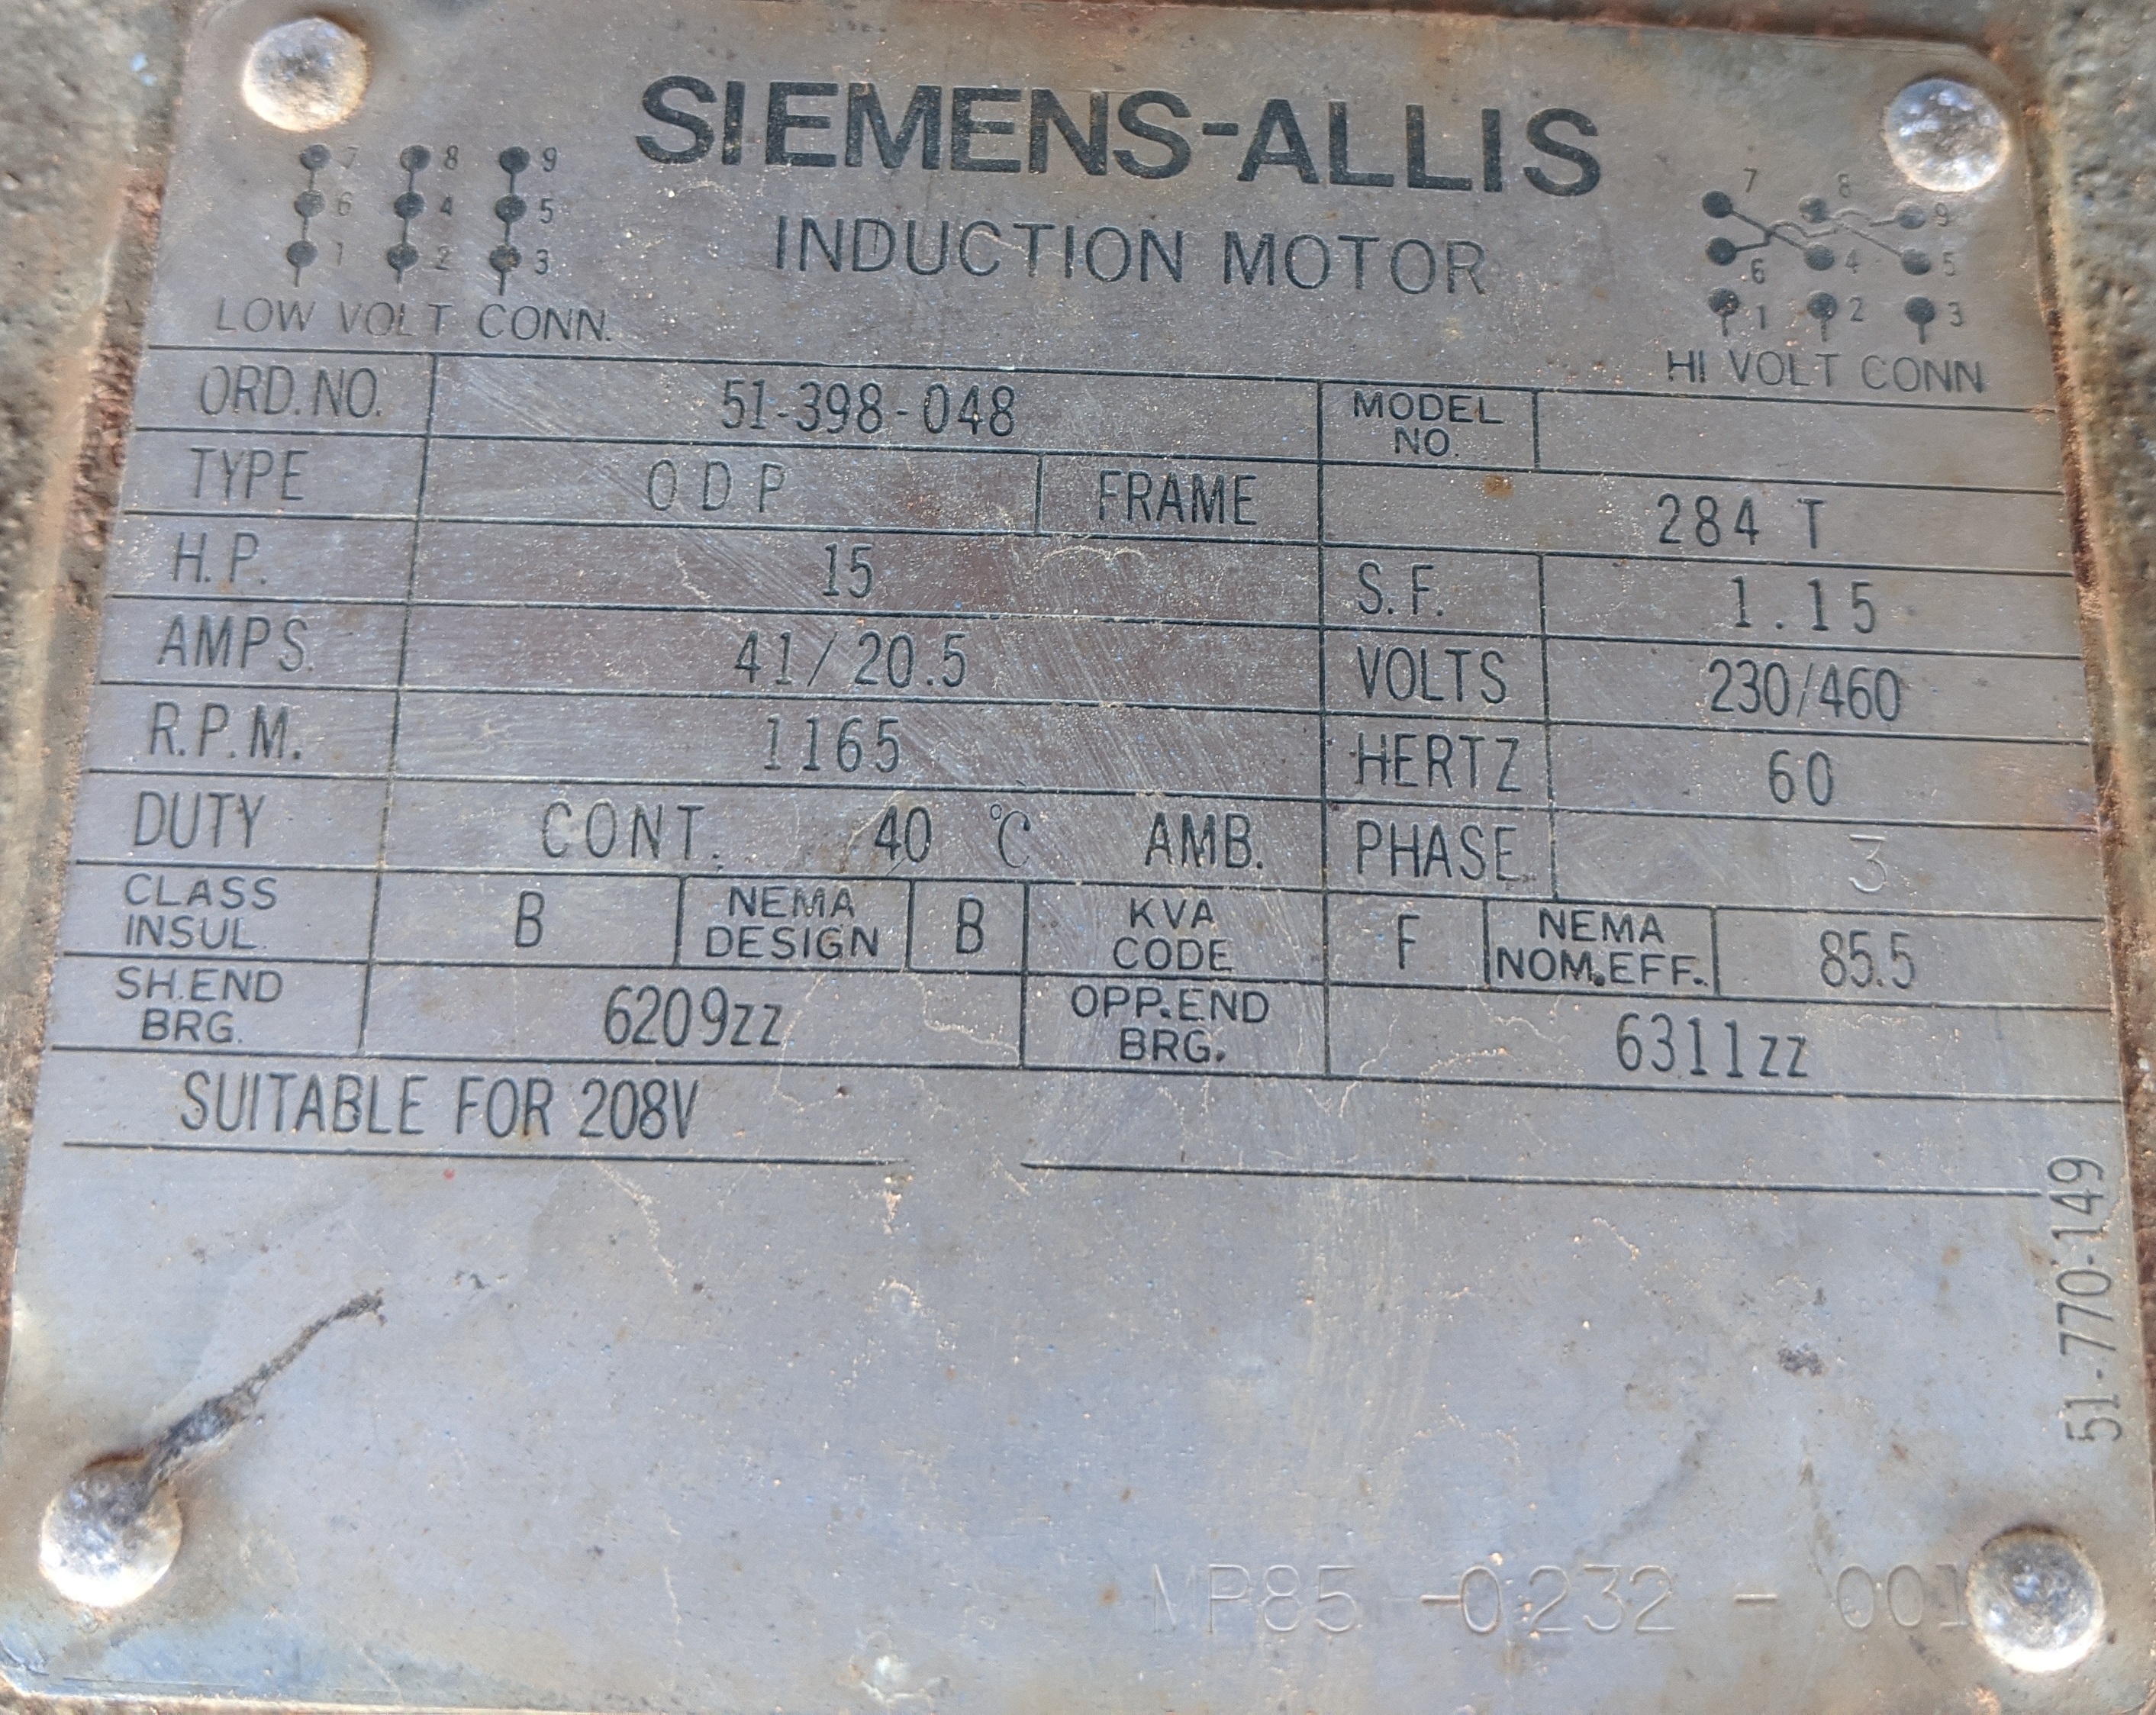 SIEMENS-ALLIS
INDUCTION MOTOR
7 8 9
6 4 5
1 2 3
LOW VOLT CONN.
7 8 9
6 4 5
1 2 3
HI VOLT CONN
ORD.NO. 51-398-048 MODEL NO.
TYPE ODP FRAME 284 T
H.P. 15 S.F. 1.15
AMPS. 41/20.5 VOLTS 230/460
R.P.M. 1165 HERTZ 60
DUTY CONT. 40 °C AMB. PHASE 3
CLASS INSUL. B NEMA DESIGN B KVA CODE F NEMA NOM.EFF. 85.5
SH.END BRG. 6209zz OPP.END BRG. 6311zz
SUITABLE FOR 208V
51-770-149
MP85 -0232 - 001